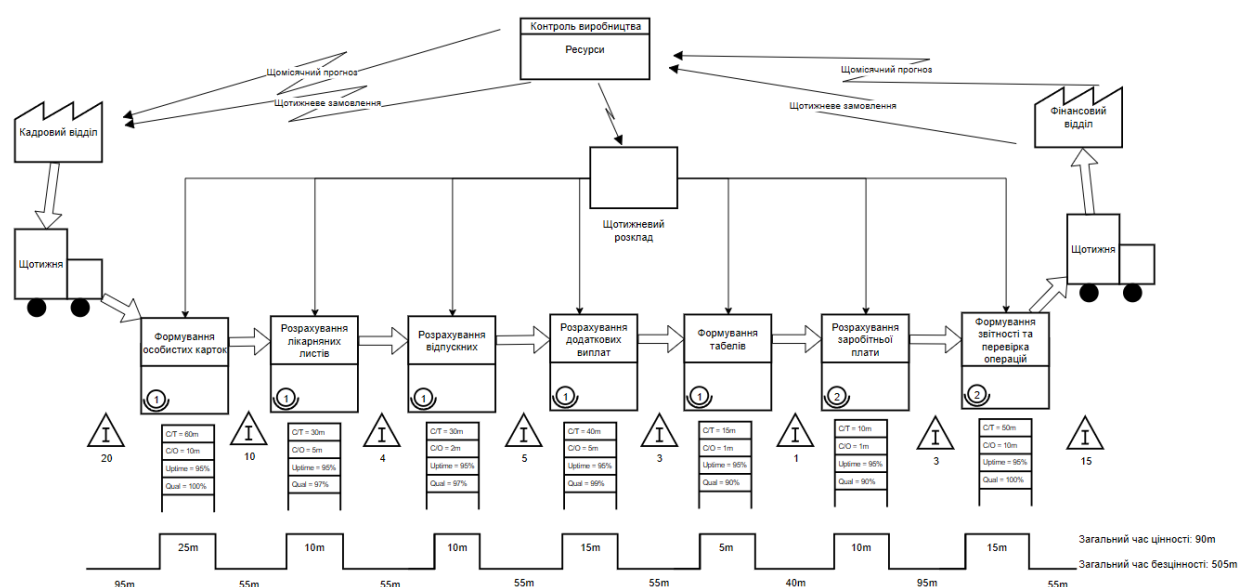 Контроль виробництва
Ресурси
Щомісячний прогноз
Щотижневе замовлення
Щомісячний прогноз
Щотижневе замовлення
Кадровий відділ
Фінансовий
відділ
Щотижневий
розклад
Щотижня
Щотижня
Формування
особистих карток
Розрахування
лікарняних
листів
Розрахування
відпускних
Розрахування
додаткових
виплат
Формування
табелів
Розрахування
заробітної
плати
Формування
звітності та
перевірка
операцій
1
1
1
1
1
2
2
I
20
I
10
I
4
I
5
I
3
I
1
I
3
I
15
C/T = 60m
C/O = 10m
Uptime = 95%
Qual = 100%
C/T = 30m
C/O = 5m
Uptime = 95%
Qual = 97%
C/T = 30m
C/O = 2m
Uptime = 95%
Qual = 97%
C/T = 40m
C/O = 5m
Uptime = 95%
Qual = 99%
C/T = 15m
C/O = 1m
Uptime = 95%
Qual = 90%
C/T = 10m
C/O = 1m
Uptime = 95%
Qual = 90%
C/T = 50m
C/O = 10m
Uptime = 95%
Qual = 100%
25m
10m
10m
15m
5m
10m
15m
95m
55m
55m
55m
55m
40m
95m
55m
Загальний час цінності: 90m
Загальний час безцінності: 505m